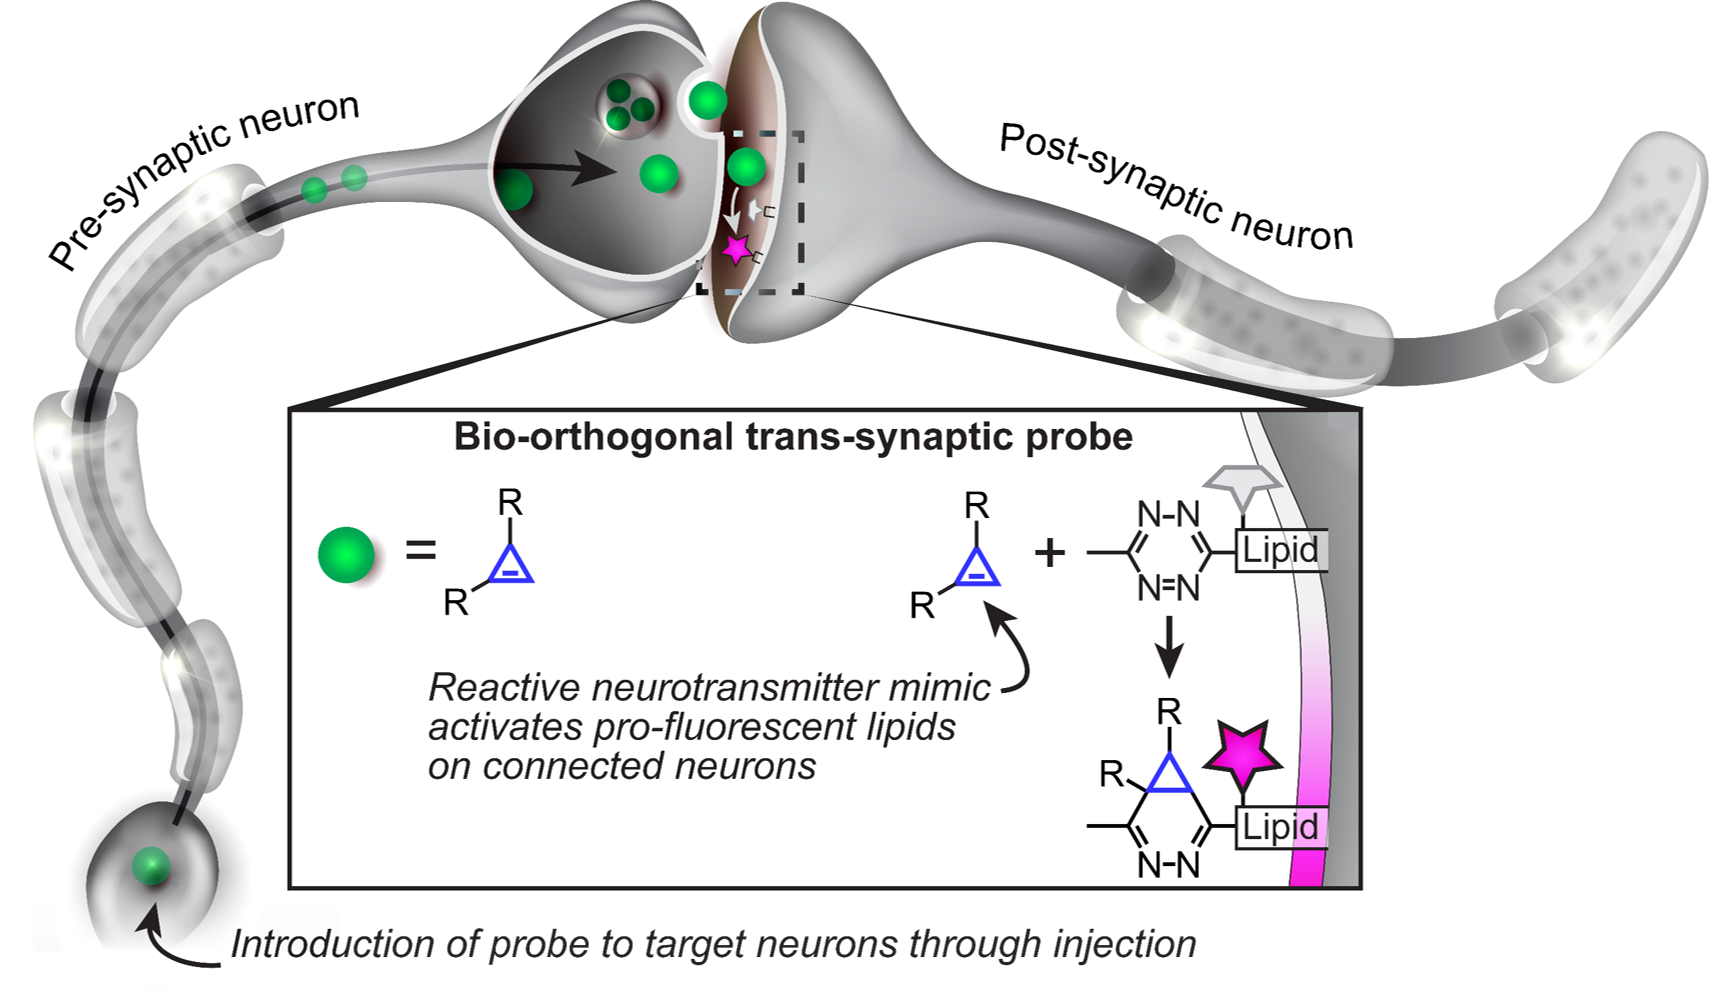 Pre-synaptic neuron
Post-synaptic neuron
Bio-orthogonal trans-synaptic probe
=
R
R
R
R
+
N-N
N=N
Lipid
Reactive neurotransmitter mimic
activates pro-fluorescent lipids
on connected neurons
R
R
N-N
Lipid
Introduction of probe to target neurons through injection